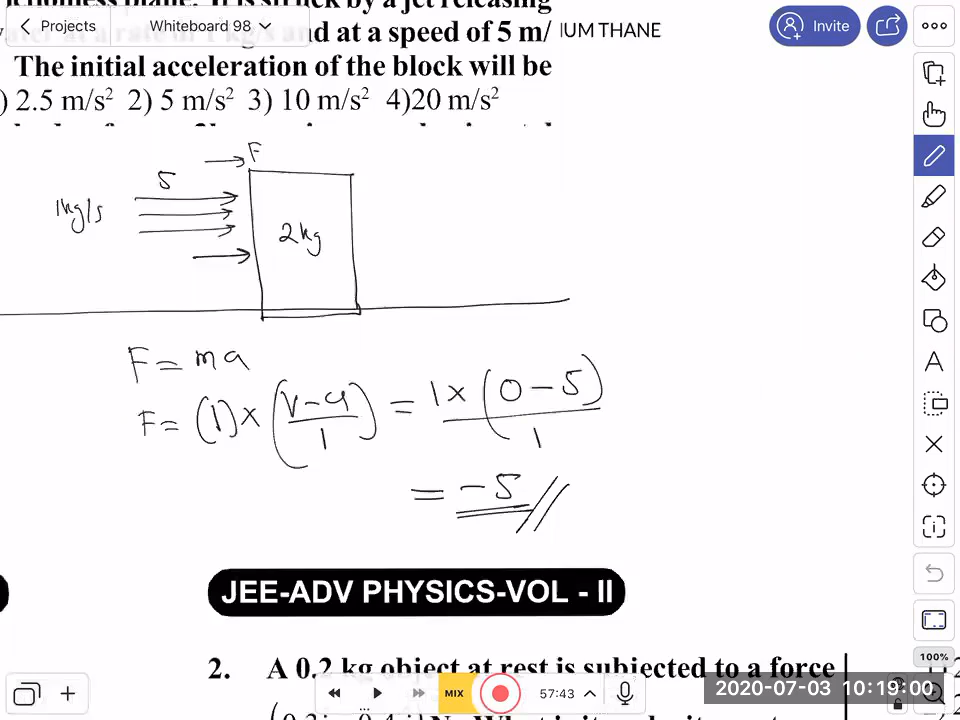 Projects Whiteboard 98 Invite
at a speed of 5 m/ IUM THANE
The initial acceleration of the block will be
) 2.5 m/s² 2) 5 m/s² 3) 10 m/s² 4)20 m/s²
F
5
1kg/s
2kg
F = ma
F = (1) × (v-u/1) = 1 × (0-5)/1
= -5 //
JEE-ADV PHYSICS-VOL - II
100%
2. A 0.2 kg object at rest is subjected to a force
MIX 57:43
2020-07-03 10:19:00